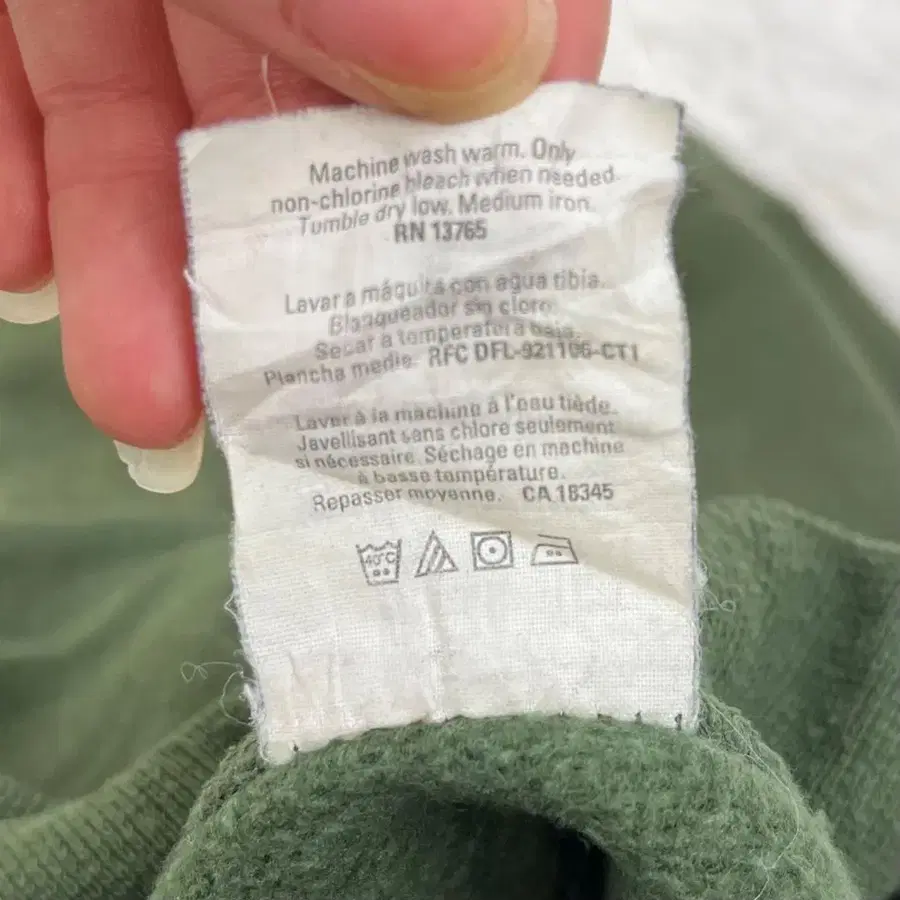 Machine wash warm. Only
non-chlorine bleach when needed.
Tumble dry low. Medium iron.
RN 13765
Lavar a máquina con agua tibia.
Blanqueador sin cloro.
Secar a temperatura baja.
Plancha media. RFC DFL-921106-CT1
Laver à la machine à l'eau tiède.
Javellisant sans chlore seulement
si nécessaire. Séchage en machine
à basse température.
Repasser moyenne. CA 18345
40°C